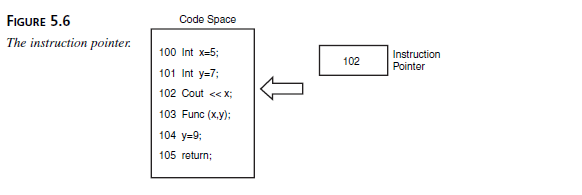 FIGURE 5.6
The instruction pointer.
Code Space
100 Int x=5;
101 Int y=7;
102 Cout << x;
103 Func (x,y);
104 y=9;
105 return;
102
Instruction
Pointer